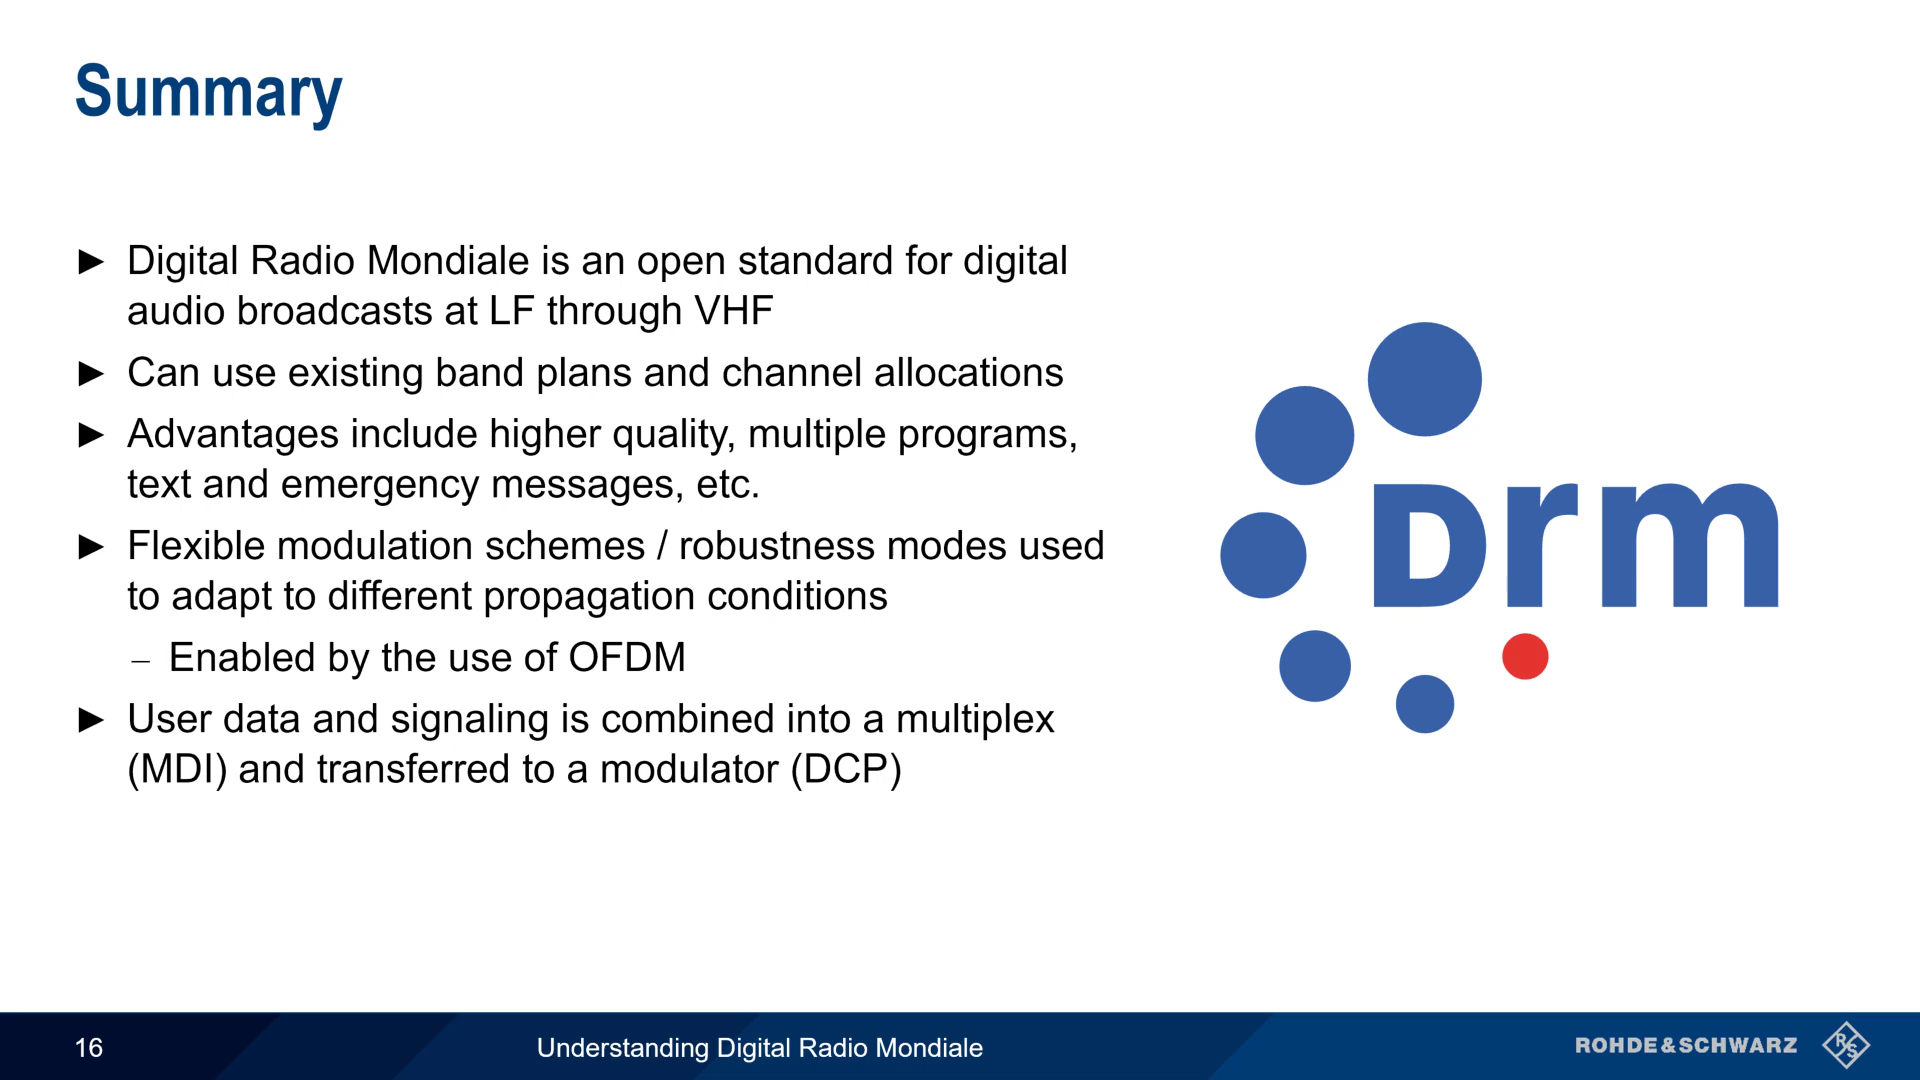 Summary
► Digital Radio Mondiale is an open standard for digital
audio broadcasts at LF through VHF
► Can use existing band plans and channel allocations
► Advantages include higher quality, multiple programs,
text and emergency messages, etc.
► Flexible modulation schemes / robustness modes used
to adapt to different propagation conditions
– Enabled by the use of OFDM
► User data and signaling is combined into a multiplex
(MDI) and transferred to a modulator (DCP)
Drm
16
Understanding Digital Radio Mondiale
ROHDE&SCHWARZ
R&S